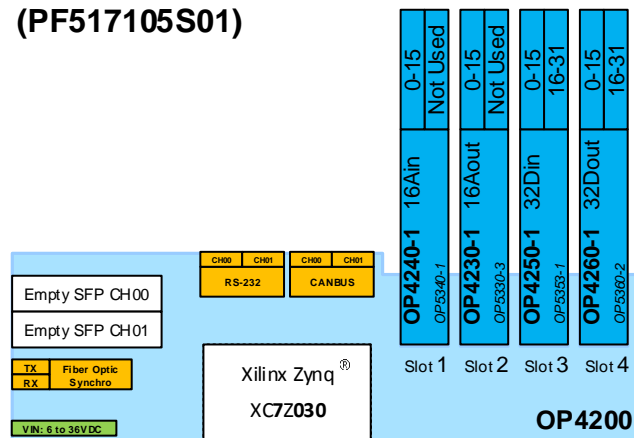 (PF517105S01)
0-15
Not Used
OP4240-1 16Ain
OP5340-1
0-15
Not Used
OP4230-1 16Aout
OP5330-3
0-15
16-31
OP4250-1 32Din
OP5353-1
0-15
16-31
OP4260-1 32Dout
OP5360-2
Slot 1 Slot 2 Slot 3 Slot 4
CH00 CH01 CH00 CH01
RS-232 CANBUS
Empty SFP CH00
Empty SFP CH01
TX
RX
Fiber Optic
Synchro
VIN: 6 to 36VDC
Xilinx Zynq ®
XC7Z030
OP4200